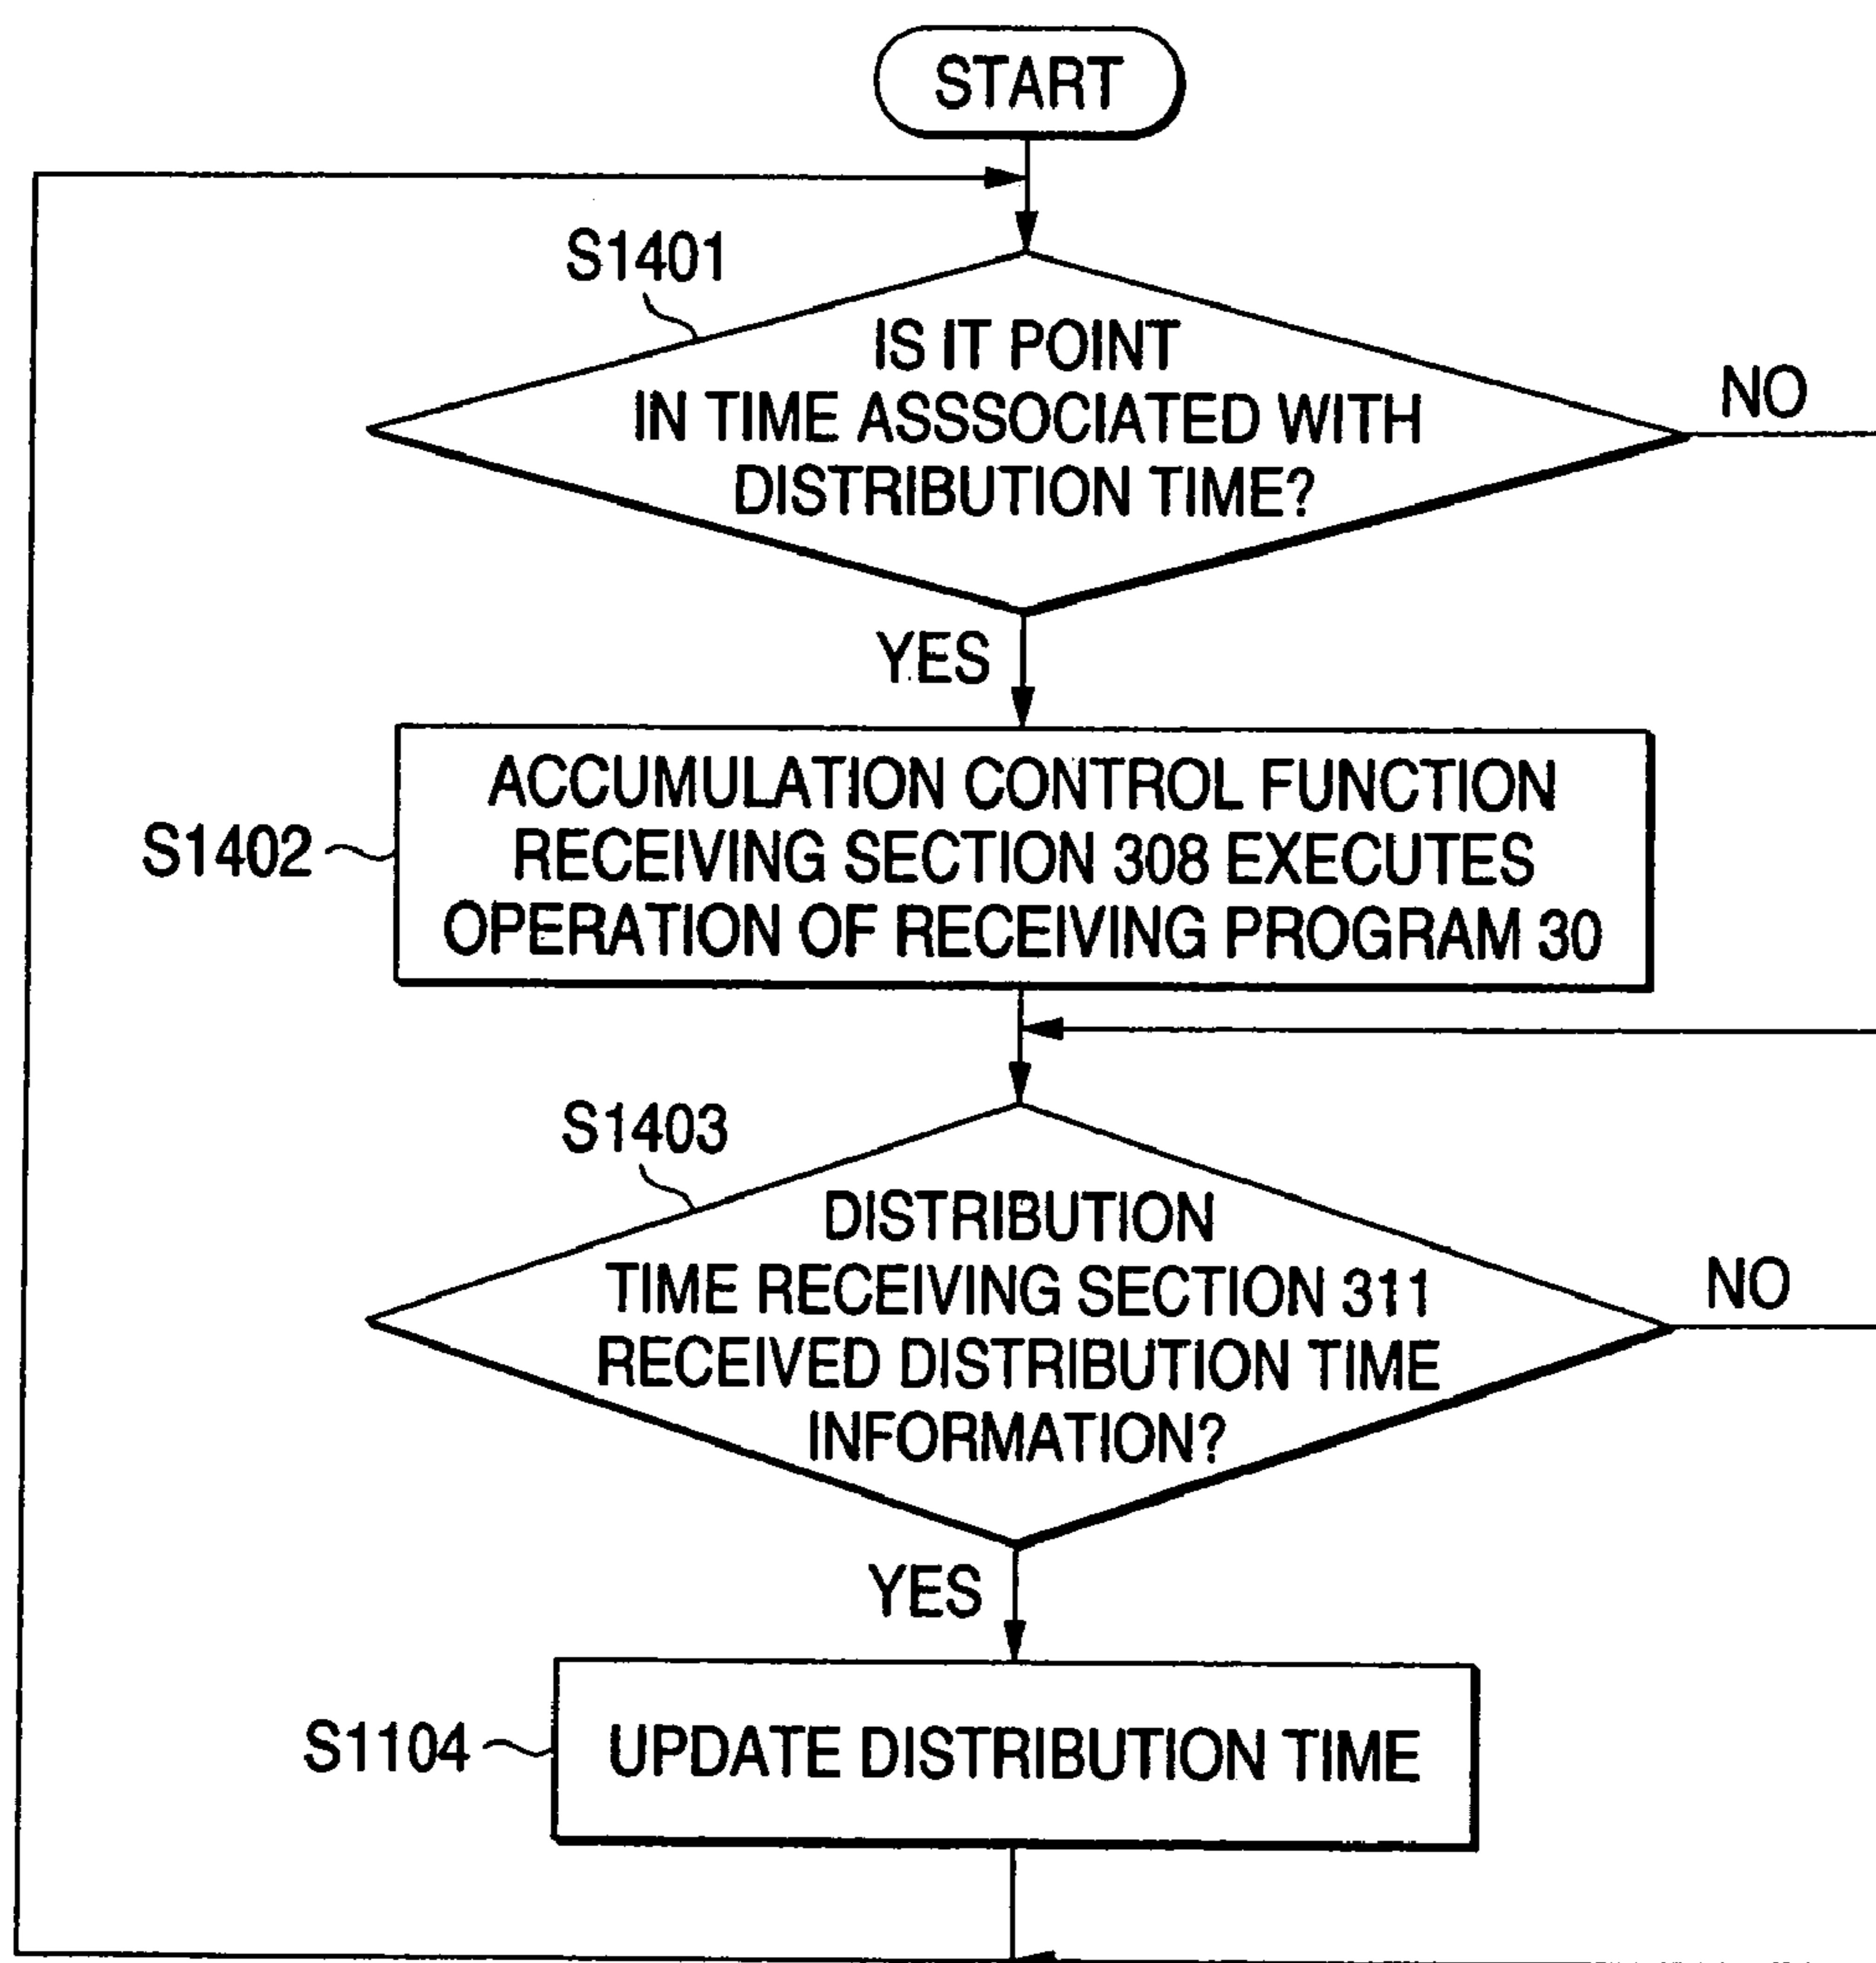 START
S1401
IS IT POINT
IN TIME ASSSOCIATED WITH
DISTRIBUTION TIME?
NO
YES
S1402
ACCUMULATION CONTROL FUNCTION
RECEIVING SECTION 308 EXECUTES
OPERATION OF RECEIVING PROGRAM 30
S1403
DISTRIBUTION
TIME RECEIVING SECTION 311
RECEIVED DISTRIBUTION TIME
INFORMATION?
NO
YES
S1104
UPDATE DISTRIBUTION TIME